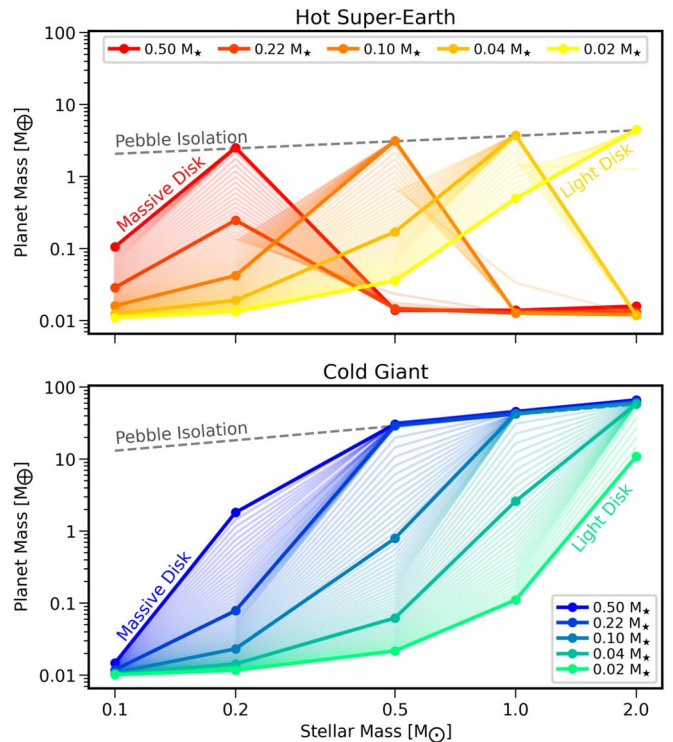 Hot Super-Earth
100
10
1
0.1
0.01
Planet Mass [M⊕]
0.50 M★ 0.22 M★ 0.10 M★ 0.04 M★ 0.02 M★
Pebble Isolation
Massive Disk
Light Disk
Cold Giant
100
10
1
0.1
0.01
Planet Mass [M⊕]
Pebble Isolation
Massive Disk
Light Disk
0.50 M★
0.22 M★
0.10 M★
0.04 M★
0.02 M★
0.1 0.2 0.5 1.0 2.0
Stellar Mass [M⊙]